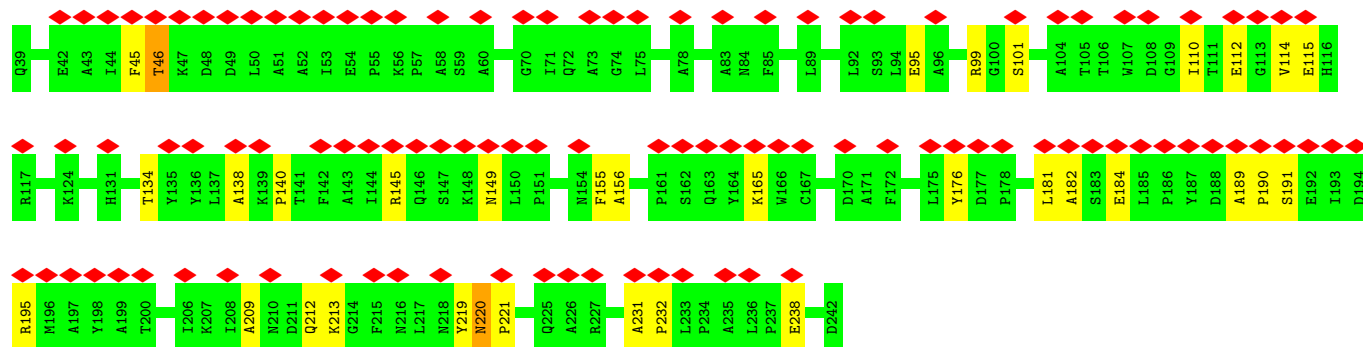 Q39 E42 A43 I44 F45 T46 K47 D48 D49 L50 A51 A52 I53 E54 P55 K56 P57 A58 S59 A60 G70 I71 Q72 A73 G74 L75 A78 A83 N84 F85 L89 L92 S93 L94 E95 A96 R99 G100 S101 A104 T105 T106 W107 D108 G109 I110 T111 E112 G113 V114 E115 H116
R117 K124 H131 T134 Y135 Y136 L137 A138 K139 P140 T141 F142 A143 I144 R145 Q146 S147 K148 N149 L150 P151 N154 F155 A156 P161 S162 Q163 Y164 K165 W166 C167 D170 A171 F172 L175 Y176 D177 P178 L181 A182 S183 E184 L185 P186 Y187 D188 A189 P190 S191 E192 I193 D194
R195 M196 A197 Y198 A199 T200 I206 K207 I208 A209 N210 D211 Q212 K213 G214 F215 N216 L217 N218 Y219 N220 P221 Q225 A226 R227 A231 P232 L233 P234 A235 L236 P237 E238 D242